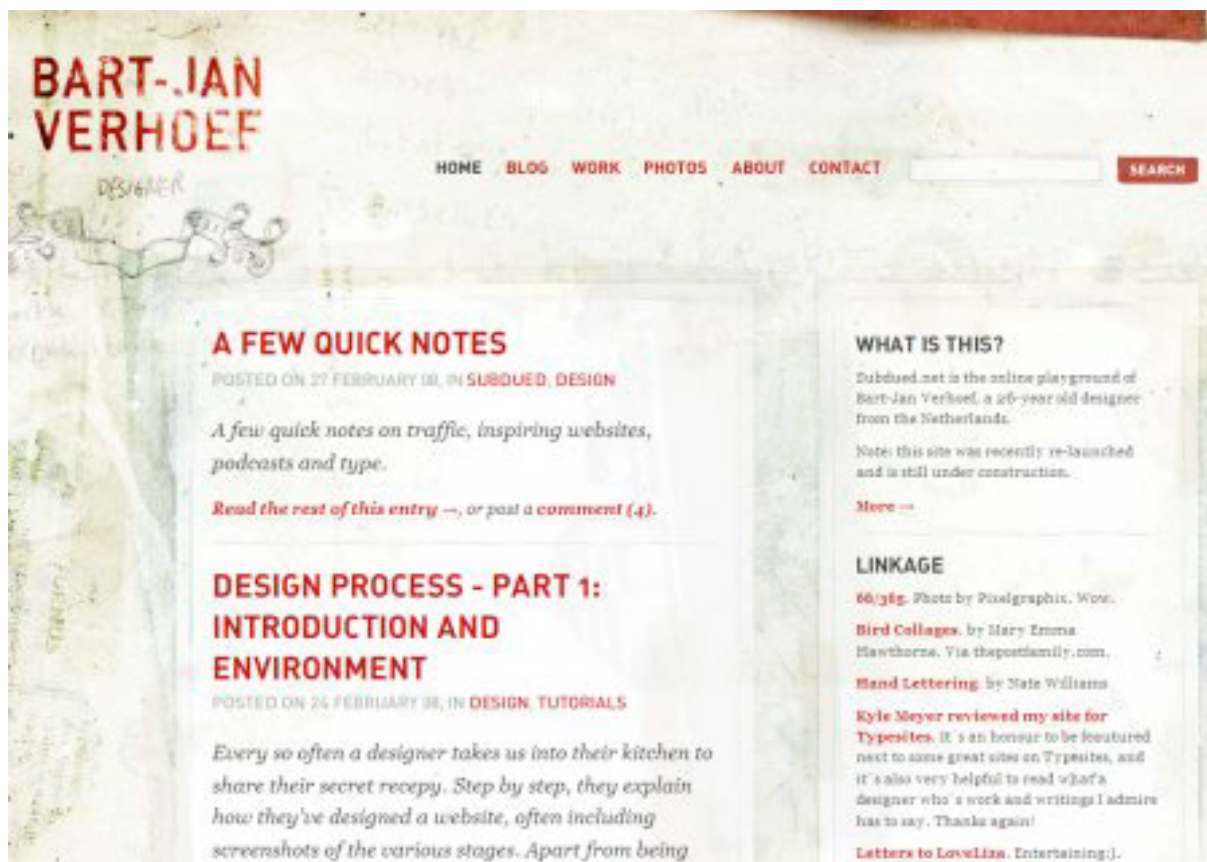 BART-JAN
VERHOEF
DESIGNER
HOME BLOG WORK PHOTOS ABOUT CONTACT SEARCH
A FEW QUICK NOTES
POSTED ON 27 FEBRUARY 08, IN SUBDUED, DESIGN
A few quick notes on traffic, inspiring websites,
podcasts and type.
Read the rest of this entry →, or post a comment (4).
DESIGN PROCESS - PART 1:
INTRODUCTION AND
ENVIRONMENT
POSTED ON 24 FEBRUARY 08, IN DESIGN, TUTORIALS
Every so often a designer takes us into their kitchen to
share their secret recepy. Step by step, they explain
how they've designed a website, often including
screenshots of the various stages. Apart from being
WHAT IS THIS?
Subdued.net is the online playground of
Bart-Jan Verhoef, a 26-year old designer
from the Netherlands.
Note: this site was recently re-launched
and is still under construction.
More →
LINKAGE
66/365. Photo by Pixelgraphix. Wow.
Bird Collages. by Mary Emma
Hawthorne. Via thepostfamily.com.
Hand Lettering. by Nate Williams
Kyle Meyer reviewed my site for
Typesites. It's an honour to be feautured
next to some great sites on Typesites, and
it's also very helpful to read what a
designer who's work and writings I admire
has to say. Thanks again!
Letters to LoveLiza. Entertaining:).